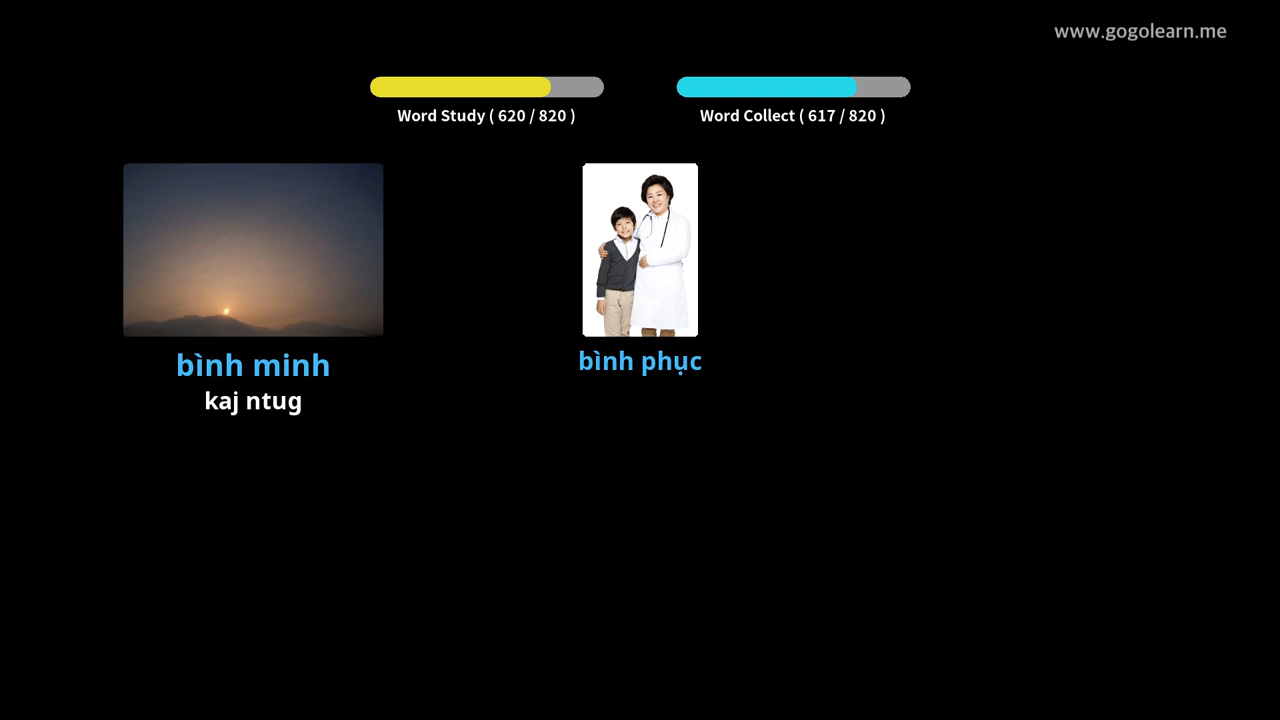 www.gogolearn.me
Word Study ( 620 / 820 )
Word Collect ( 617 / 820 )
bình minh
kaj ntug
bình phục